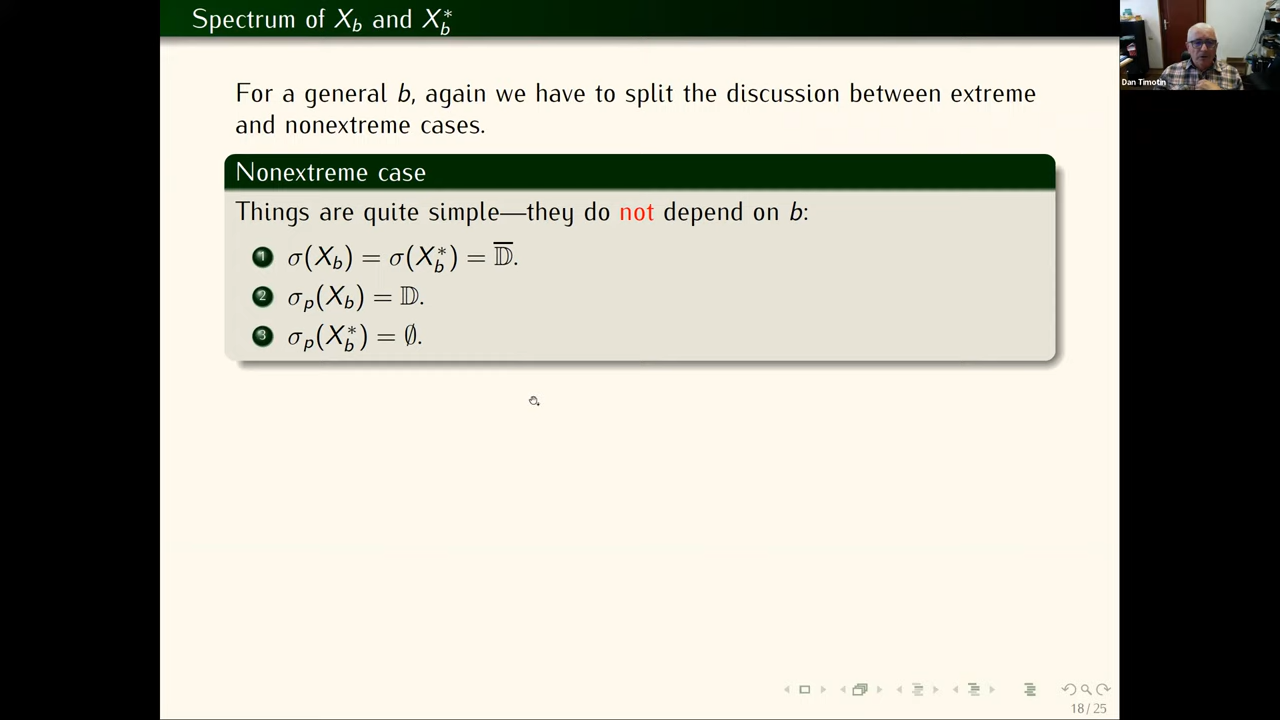 Spectrum of X_b and X_b^*
Dan Timotin
For a general b, again we have to split the discussion between extreme
and nonextreme cases.
Nonextreme case
Things are quite simple—they do not depend on b:
1 σ(X_b) = σ(X_b^*) = \overline{𝔻}.
2 σ_p(X_b) = 𝔻.
3 σ_p(X_b^*) = ∅.
18 / 25